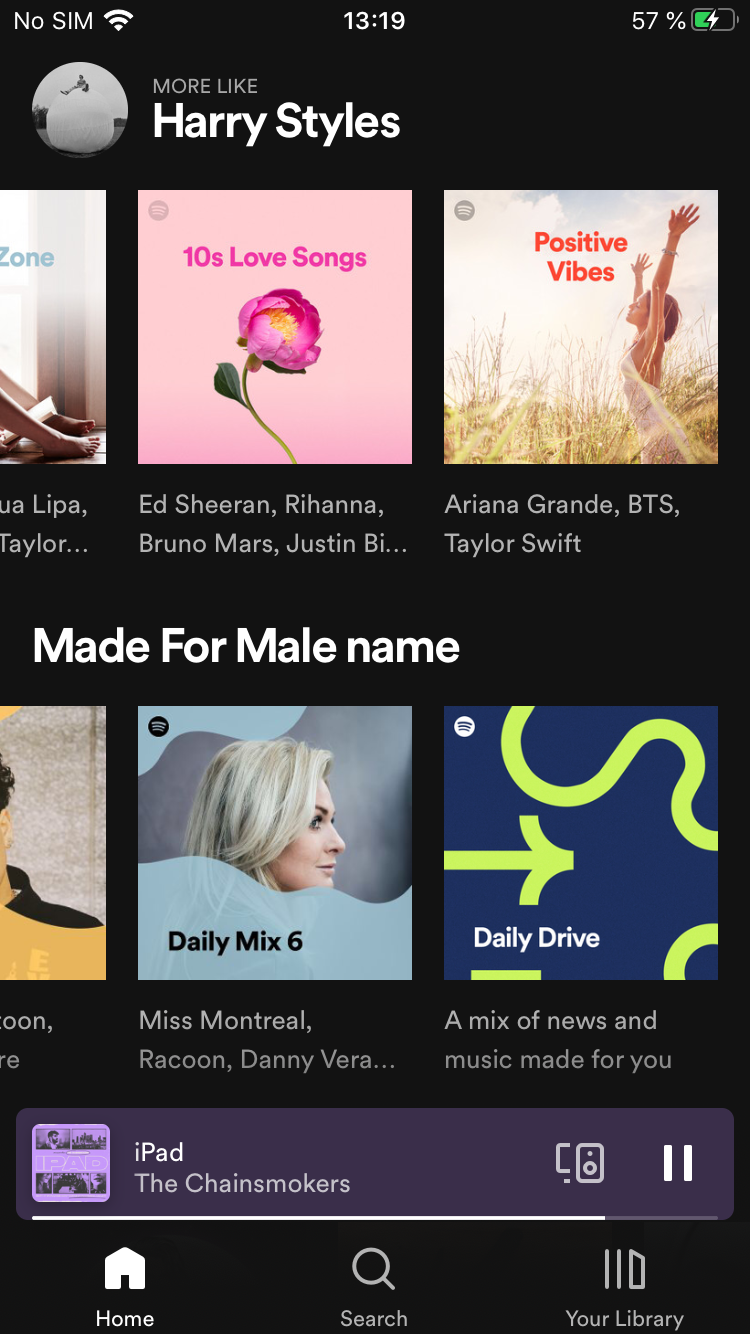 No SIM 13:19 57 %
MORE LIKE
Harry Styles
Zone
10s Love Songs
Positive
Vibes
ua Lipa,
Taylor...
Ed Sheeran, Rihanna,
Bruno Mars, Justin Bi...
Ariana Grande, BTS,
Taylor Swift
Made For Male name
Daily Mix 6
Daily Drive
toon,
re
Miss Montreal,
Racoon, Danny Vera...
A mix of news and
music made for you
IPAD
iPad
The Chainsmokers
Home
Search
Your Library